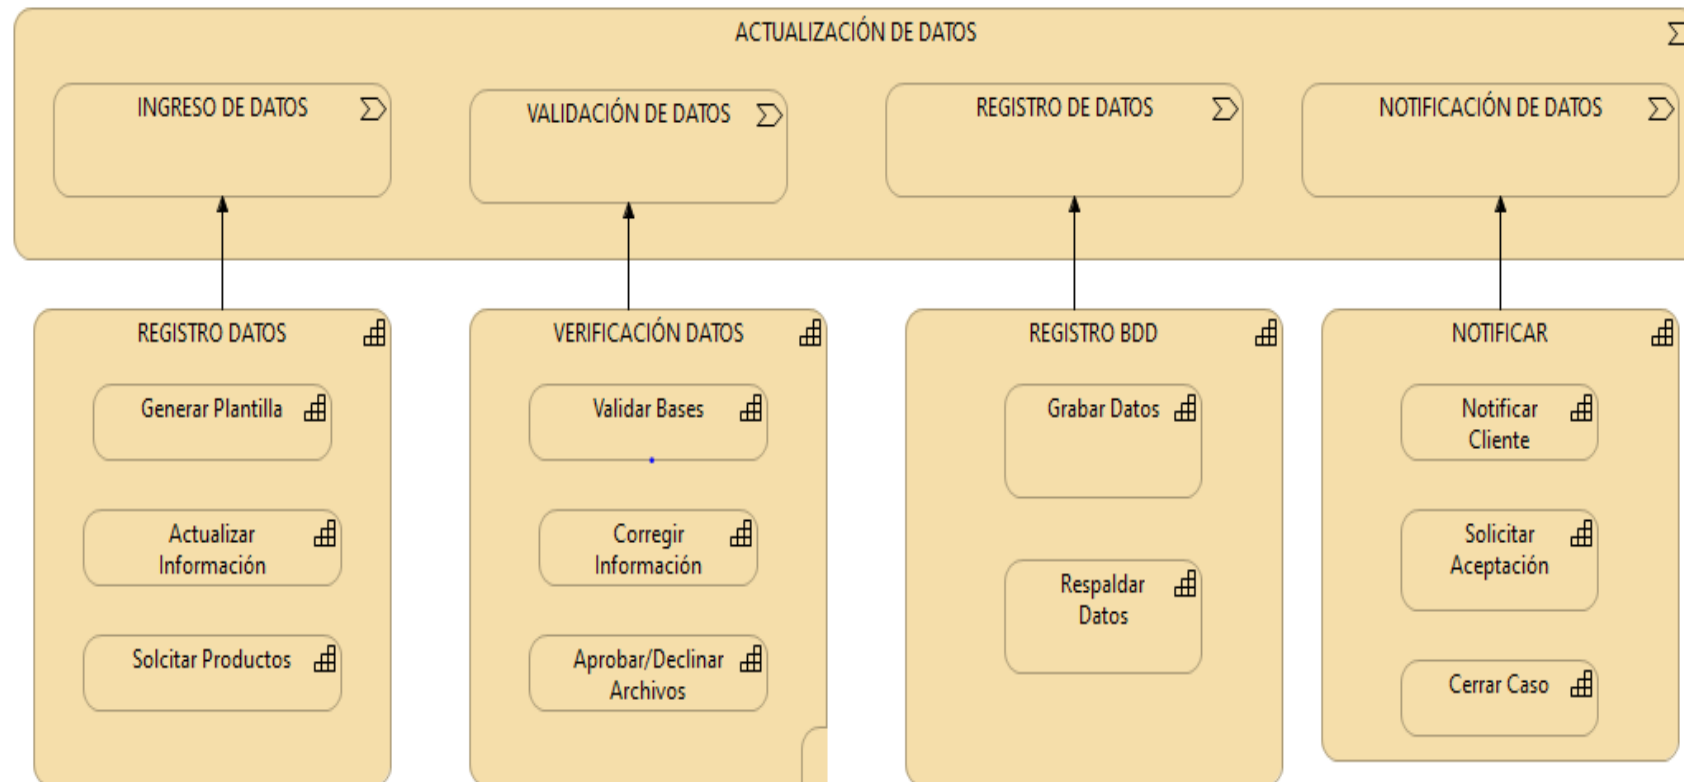 ACTUALIZACIÓN DE DATOS
INGRESO DE DATOS
VALIDACIÓN DE DATOS
REGISTRO DE DATOS
NOTIFICACIÓN DE DATOS
REGISTRO DATOS
Generar Plantilla
Actualizar
Información
Solcitar Productos
VERIFICACIÓN DATOS
Validar Bases
Corregir
Información
Aprobar/Declinar
Archivos
REGISTRO BDD
Grabar Datos
Respaldar
Datos
NOTIFICAR
Notificar
Cliente
Solicitar
Aceptación
Cerrar Caso